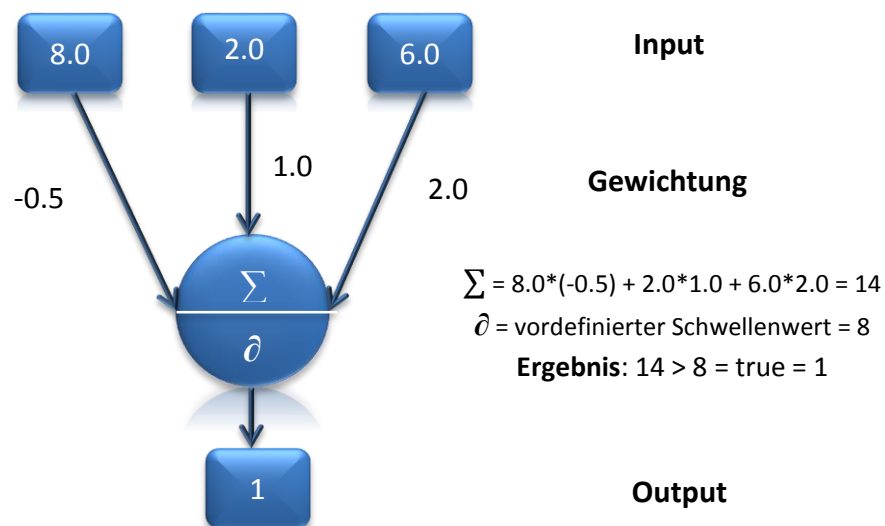 8.0 2.0 6.0 Input
-0.5 1.0 2.0 Gewichtung
∑ = 8.0*(-0.5) + 2.0*1.0 + 6.0*2.0 = 14
∂ = vordefinierter Schwellenwert = 8
Ergebnis: 14 > 8 = true = 1
∑
∂
1 Output